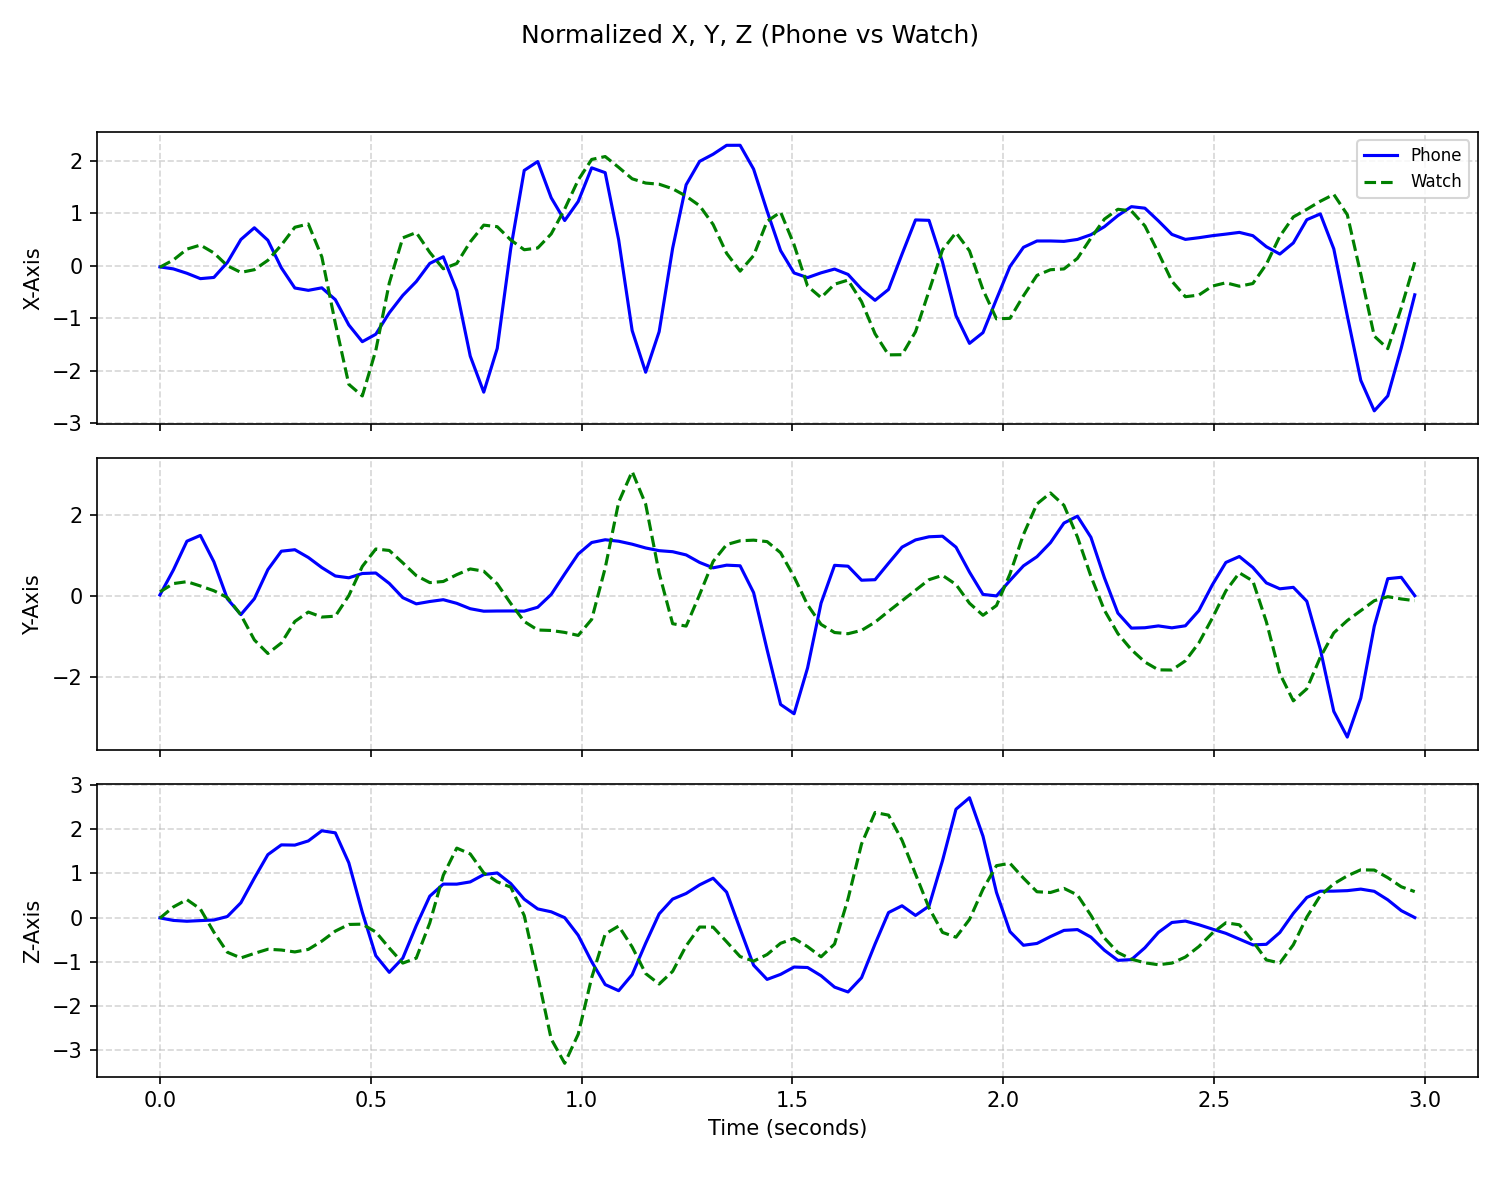 Normalized X, Y, Z (Phone vs Watch)
Phone
Watch
X-Axis
2
1
0
−1
−2
−3
Y-Axis
2
0
−2
Z-Axis
3
2
1
0
−1
−2
−3
0.0 0.5 1.0 1.5 2.0 2.5 3.0
Time (seconds)